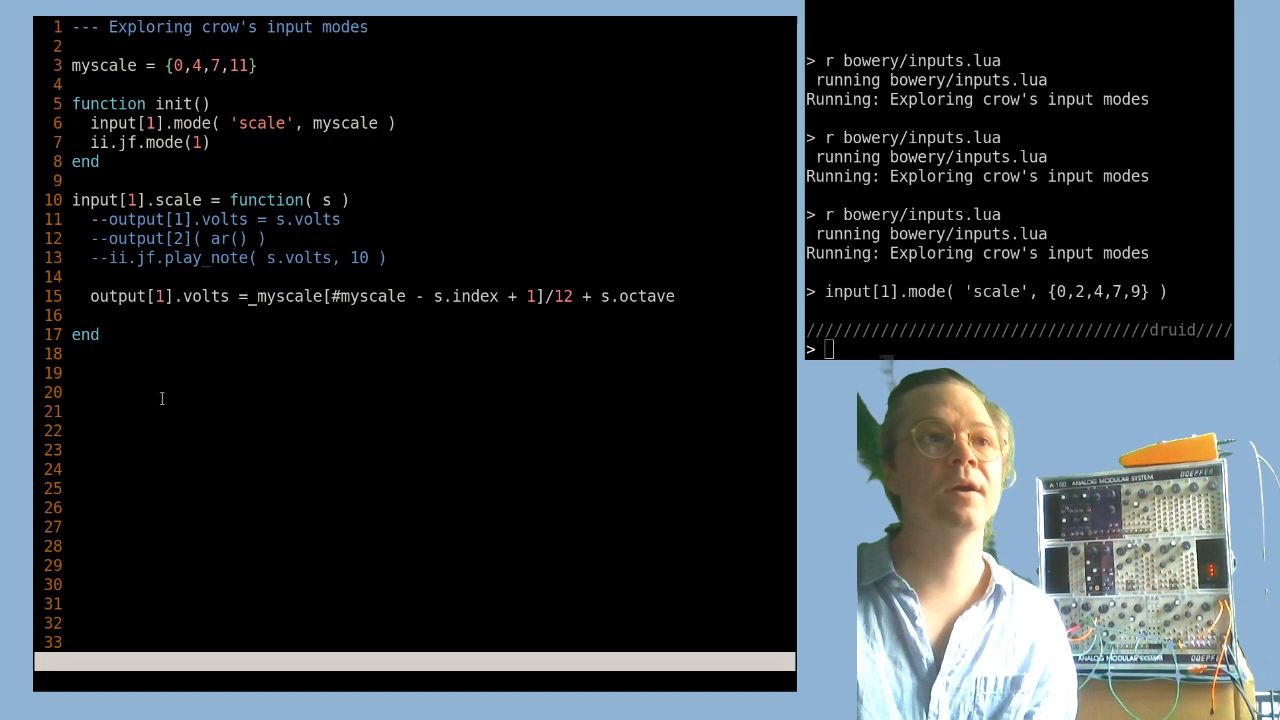 1 --- Exploring crow's input modes
2
3 myscale = {0,4,7,11}
4
5 function init()
6   input[1].mode( 'scale', myscale )
7   ii.jf.mode(1)
8 end
9
10 input[1].scale = function( s )
11   --output[1].volts = s.volts
12   --output[2]( ar() )
13   --ii.jf.play_note( s.volts, 10 )
14
15   output[1].volts =_myscale[#myscale - s.index + 1]/12 + s.octave
16
17 end
18
19
20
21
22
23
24
25
26
27
28
29
30
31
32
33
> r bowery/inputs.lua
running bowery/inputs.lua
Running: Exploring crow's input modes
> r bowery/inputs.lua
running bowery/inputs.lua
Running: Exploring crow's input modes
> r bowery/inputs.lua
running bowery/inputs.lua
Running: Exploring crow's input modes
> input[1].mode( 'scale', {0,2,4,7,9} )
/////////////////////////////////////druid////
>
A-100 ANALOG MODULAR SYSTEM DOEPFER
ANALOG MODULAR SYSTEM DOEPFER